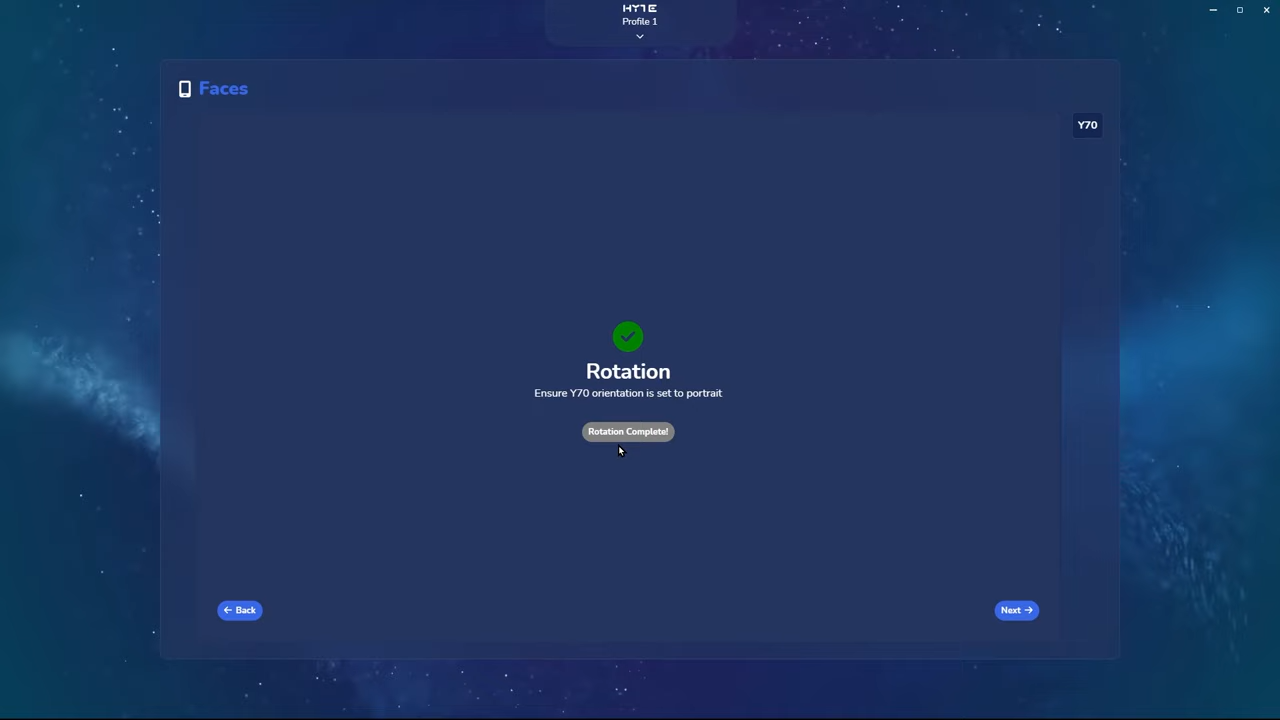 HYTE
Profile 1
Faces
Y70
Rotation
Ensure Y70 orientation is set to portrait
Rotation Complete!
Back
Next